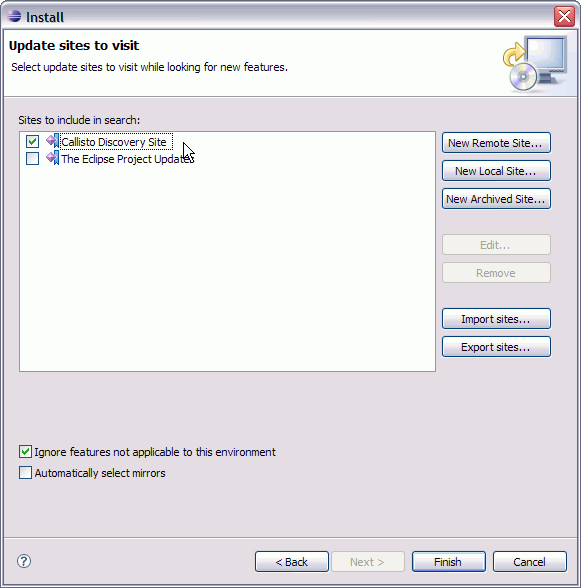 Install
Update sites to visit
Select update sites to visit while looking for new features.
Sites to include in search:
Callisto Discovery Site
The Eclipse Project Updates
New Remote Site...
New Local Site...
New Archived Site...
Edit...
Remove
Import sites...
Export sites...
Ignore features not applicable to this environment
Automatically select mirrors
?
< Back
Next >
Finish
Cancel